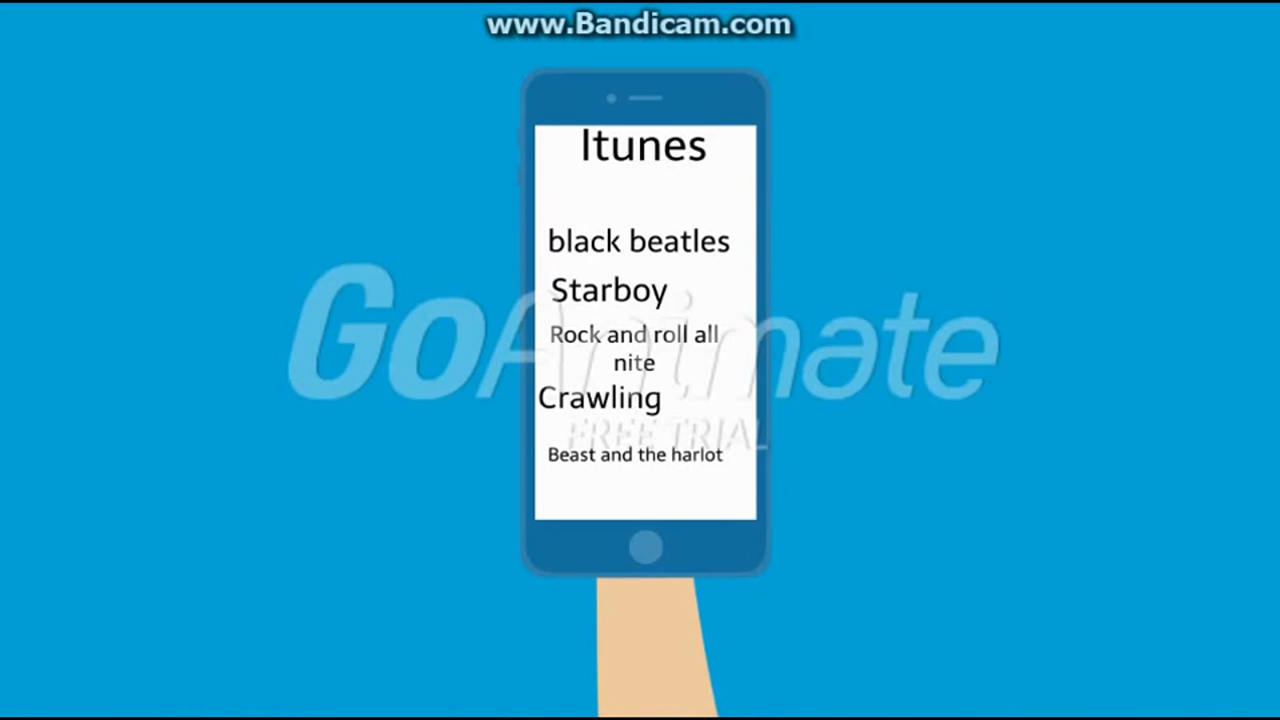 www.Bandicam.com
Itunes
black beatles
Starboy
Rock and roll all
nite
Crawling
Beast and the harlot
GoAnimate
FREE TRIAL